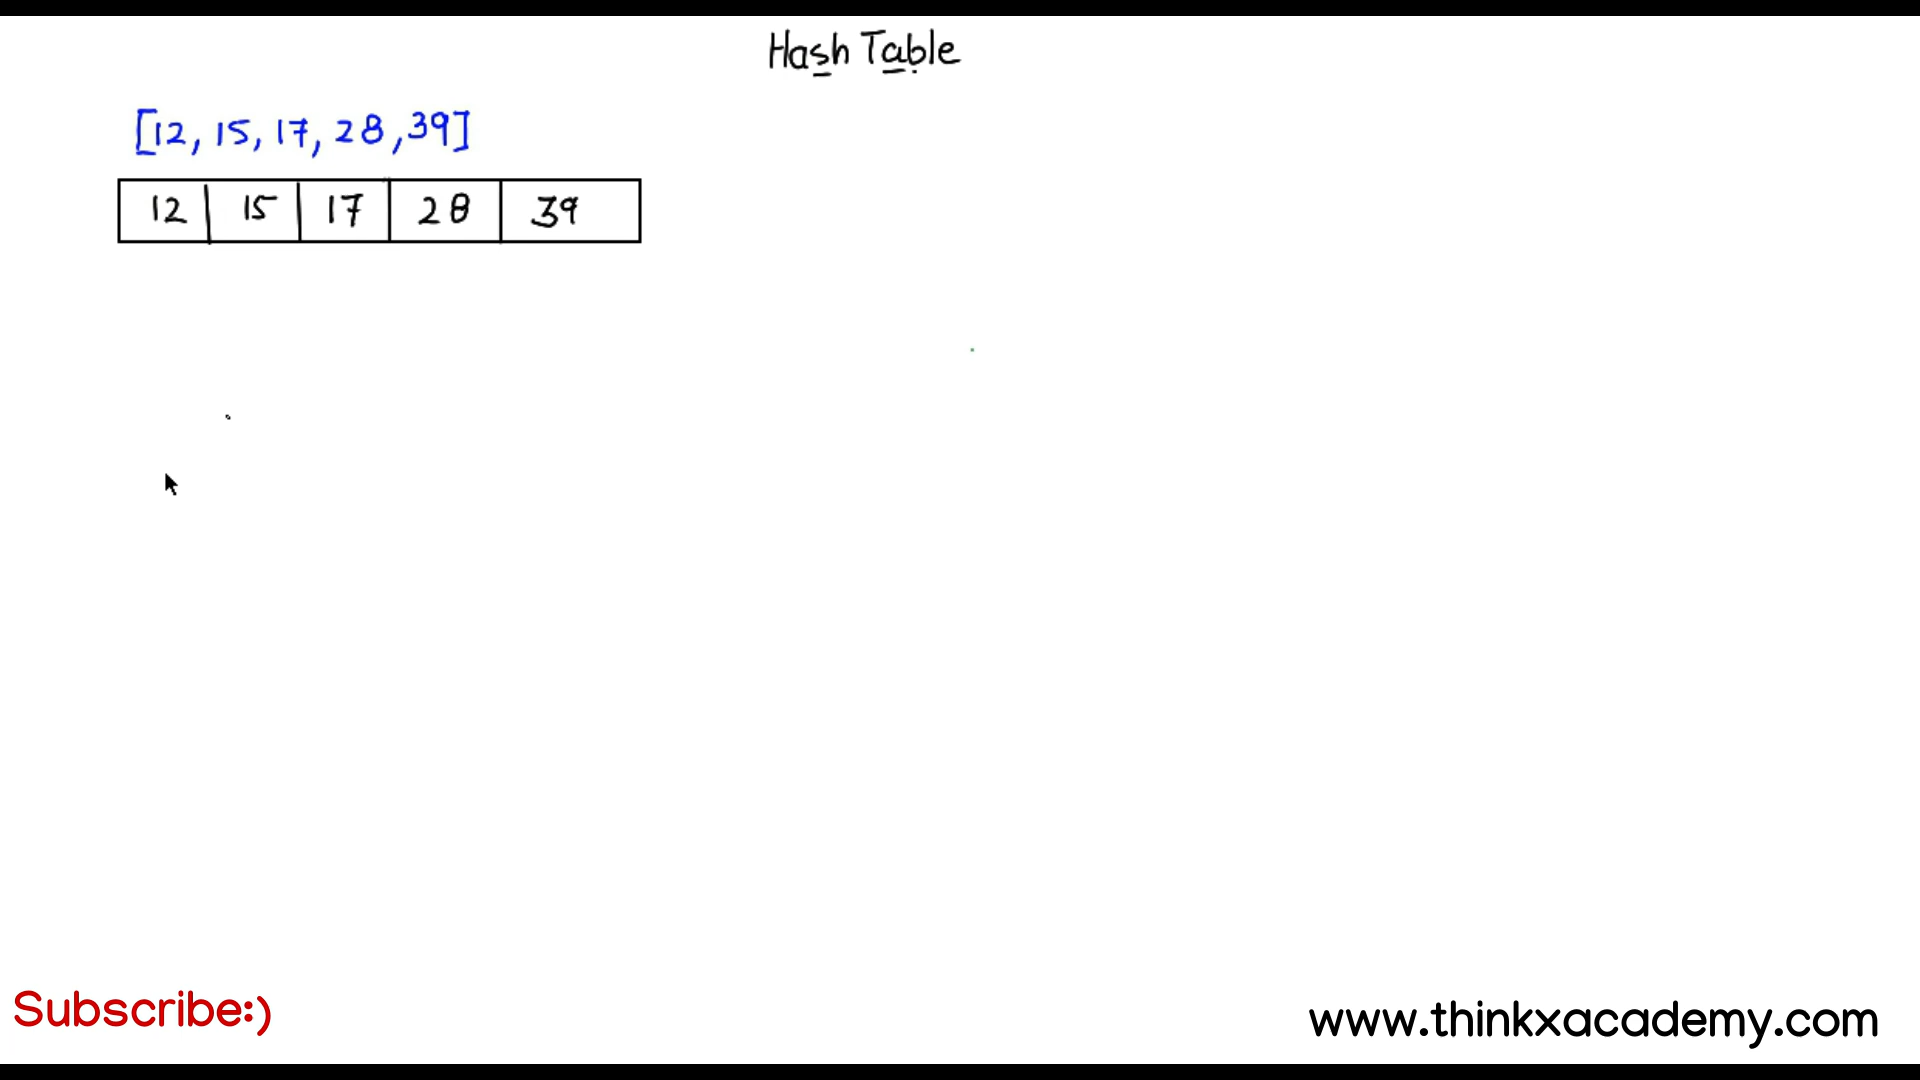 Hash Table
[12, 15, 17, 28, 39]
12 15 17 28 39
Subscribe:)
www.thinkxacademy.com